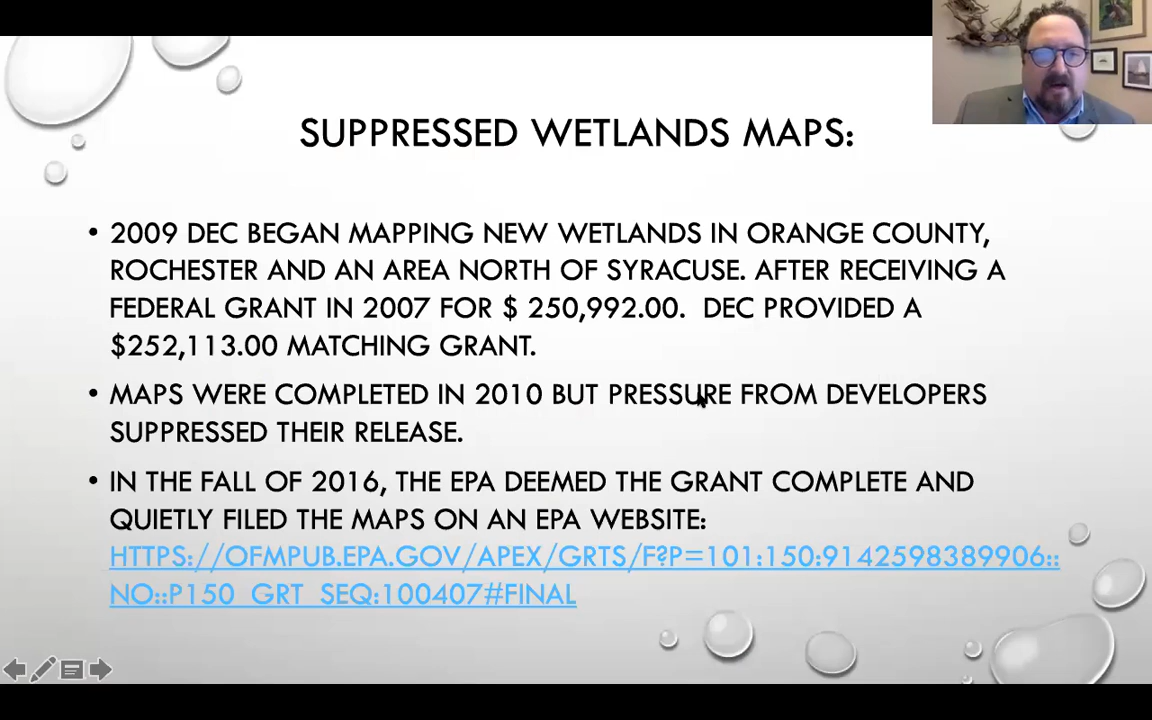 SUPPRESSED WETLANDS MAPS:
• 2009 DEC BEGAN MAPPING NEW WETLANDS IN ORANGE COUNTY,
ROCHESTER AND AN AREA NORTH OF SYRACUSE. AFTER RECEIVING A
FEDERAL GRANT IN 2007 FOR $ 250,992.00. DEC PROVIDED A
$252,113.00 MATCHING GRANT.
• MAPS WERE COMPLETED IN 2010 BUT PRESSURE FROM DEVELOPERS
SUPPRESSED THEIR RELEASE.
• IN THE FALL OF 2016, THE EPA DEEMED THE GRANT COMPLETE AND
QUIETLY FILED THE MAPS ON AN EPA WEBSITE:
HTTPS://OFMPUB.EPA.GOV/APEX/GRTS/F?P=101:150:9142598389906::
NO::P150_GRT_SEQ:100407#FINAL